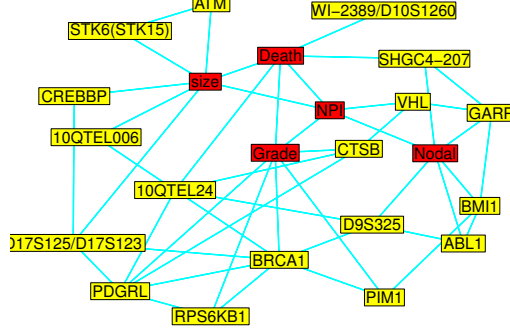 ATM
WI-2389/D10S1260
STK6(STK15)
Death
SHGC4-207
size
CREBBP
NPI
VHL
GARP
10QTEL006
Grade
CTSB
Nodal
10QTEL24
BMI1
D9S325
D17S125/D17S123
ABL1
BRCA1
PDGRL
PIM1
RPS6KB1